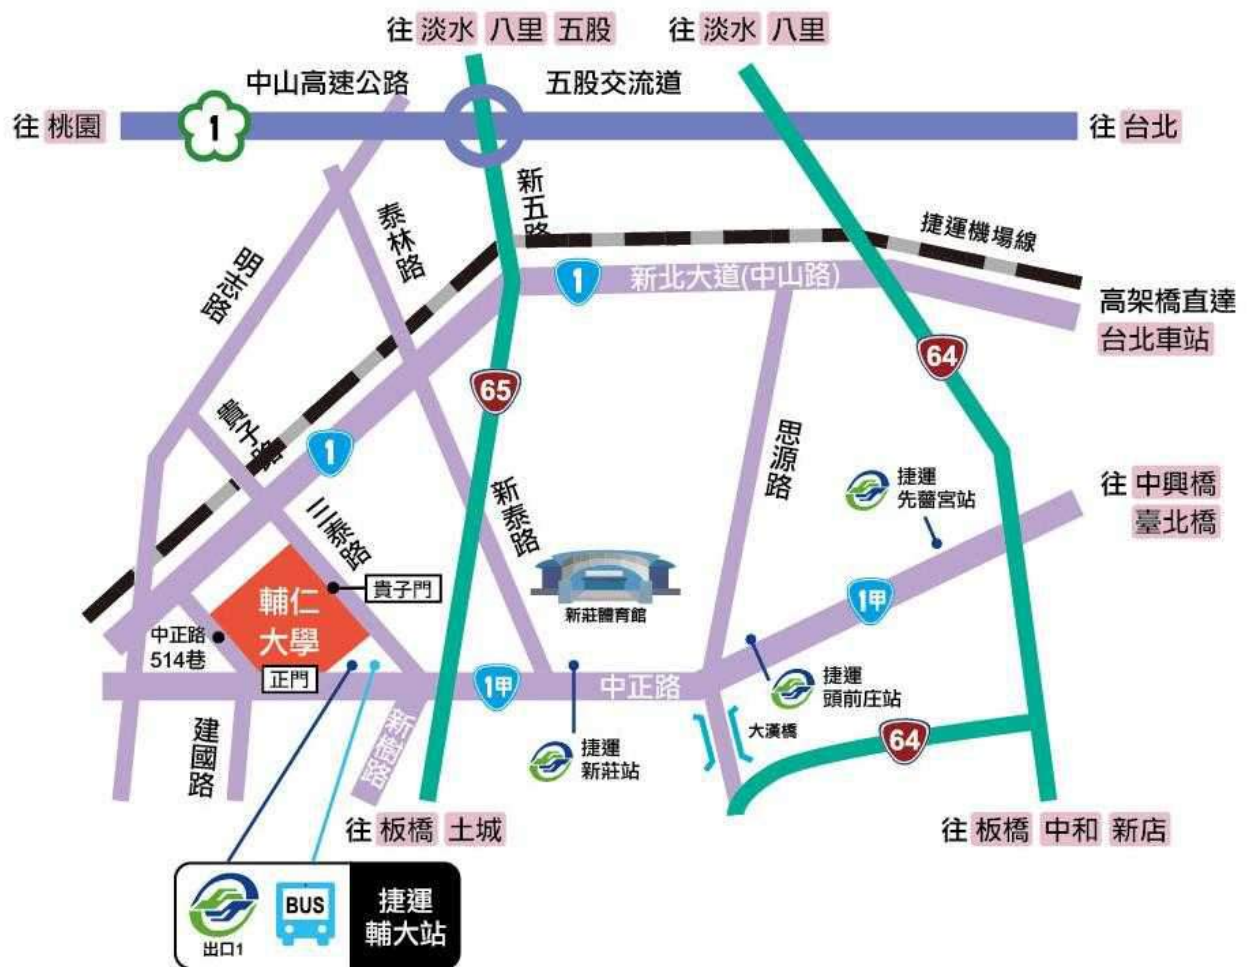 往 淡水 八里 五股
往 淡水 八里
中山高速公路
五股交流道
往 桃園
1
往 台北
新五路
泰林路
捷運機場線
明志路
1
新北大道(中山路)
高架橋直達
台北車站
65
64
貴子路
1
思源路
捷運
先嗇宮站
往 中興橋
臺北橋
新泰路
三泰路
貴子門
新莊體育館
1甲
輔仁
大學
中正路
514巷
正門
1甲
中正路
捷運
頭前庄站
大漢橋
64
建國路
新樹路
捷運
新莊站
往 板橋 土城
往 板橋 中和 新店
出口1
BUS
捷運
輔大站